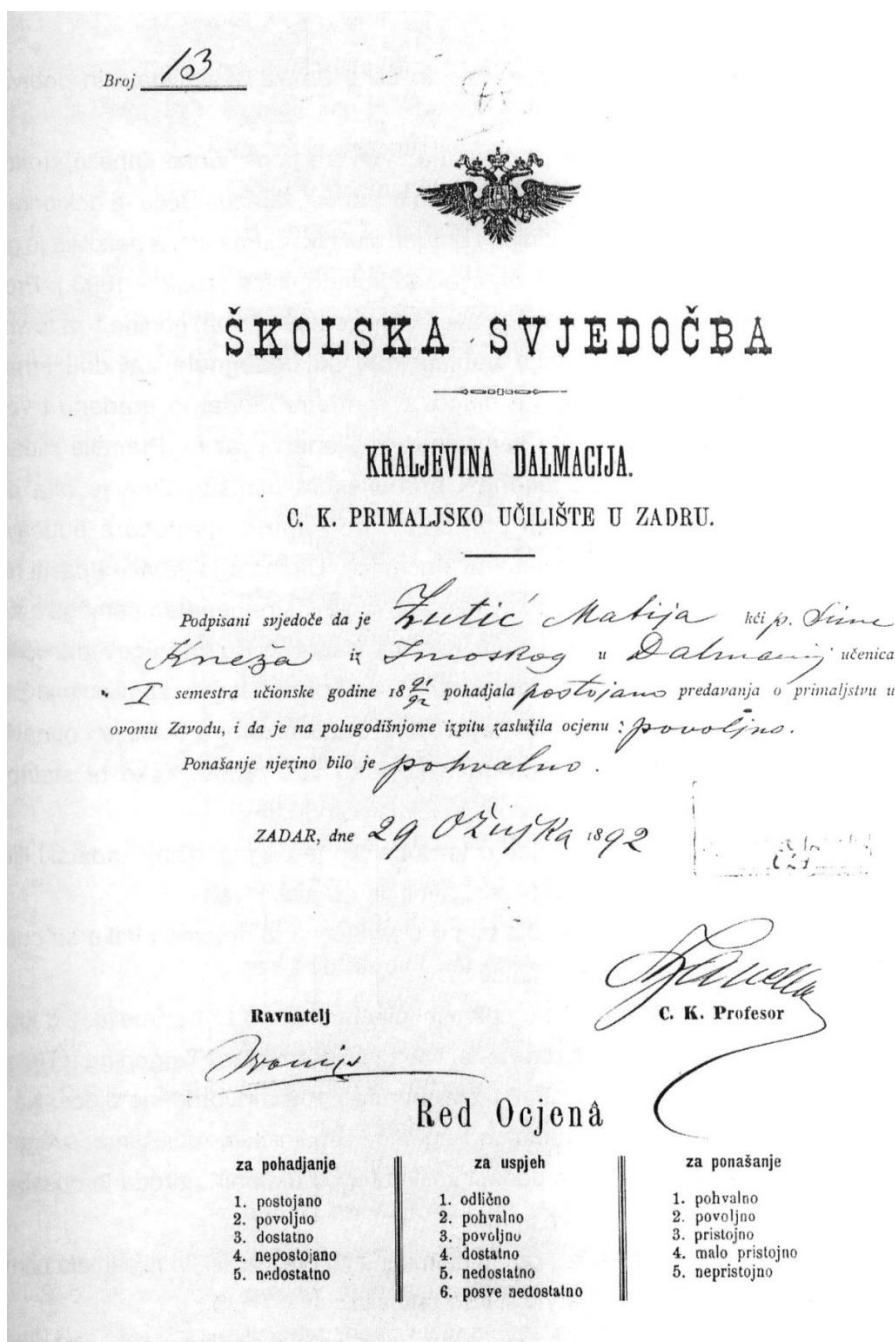 Broj 13
ŠKOLSKA SVJEDOČBA
KRALJEVINA DALMACIJA.
C. K. PRIMALJSKO UČILIŠTE U ZADRU.
Podpisani svjedoče da je Žutić Matija kći p. Šime
Kneza iz Imoskog u Dalmaciji učenica
I semestra učionske godine 18 91/92 pohadjala postojano predavanja o primaljstvu u
ovomu Zavodu, i da je na polugodišnjome izpitu zaslužila ocjenu : povoljno.
Ponašanje njezino bilo je pohvalno.
ZADAR, dne 29 Ožujka 1892
Ravnatelj
C. K. Profesor
Red Ocjenâ
za pohadjanje
1. postojano
2. povoljno
3. dostatno
4. nepostojano
5. nedostatno
za uspjeh
1. odlično
2. pohvalno
3. povoljno
4. dostatno
5. nedostatno
6. posve nedostatno
za ponašanje
1. pohvalno
2. povoljno
3. pristojno
4. malo pristojno
5. nepristojno